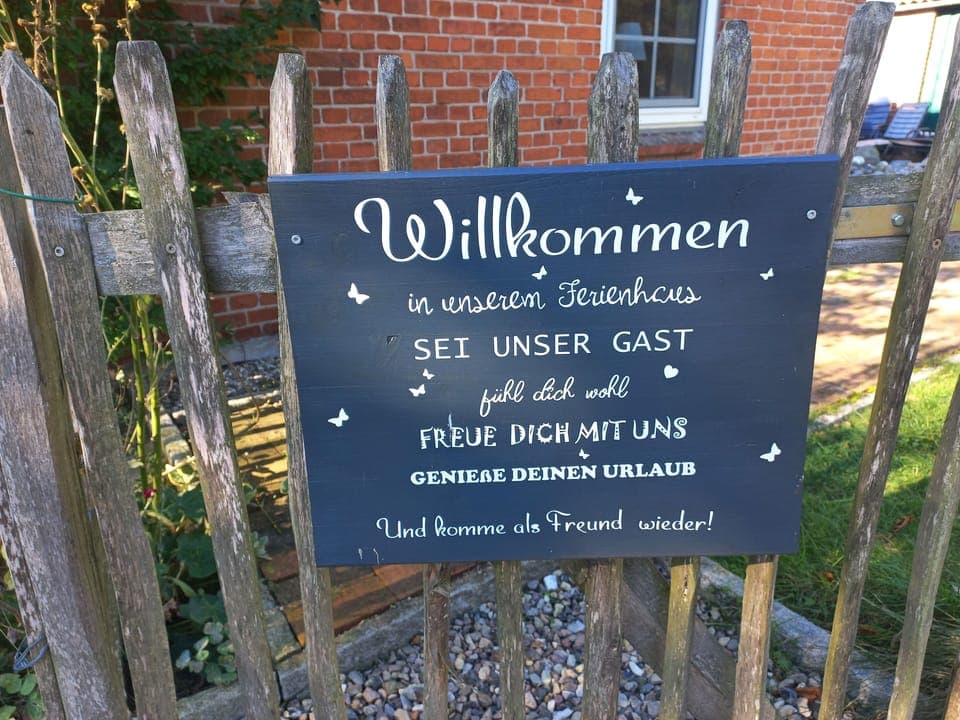 Willkommen
in unserem Ferienhaus
SEI UNSER GAST
fühl dich wohl
FREUE DICH MIT UNS
GENIEßE DEINEN URLAUB
Und komme als Freund wieder!